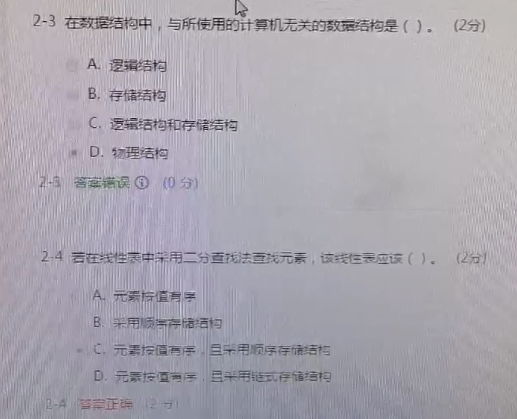 2-3 在数据结构中，与所使用的计算机无关的数据结构是（ ）。 (2分)
A. 逻辑结构
B. 存储结构
C. 逻辑结构和存储结构
D. 物理结构
2-3 答案错误 (0 分)
2-4 若在线性表中采用二分查找法查找元素，该线性表应该（ ）。 (2分)
A. 元素按值有序
B. 采用顺序存储结构
C. 元素按值有序，且采用顺序存储结构
D. 元素按值有序，且采用链式存储结构
2-4 答案正确 (2 分)